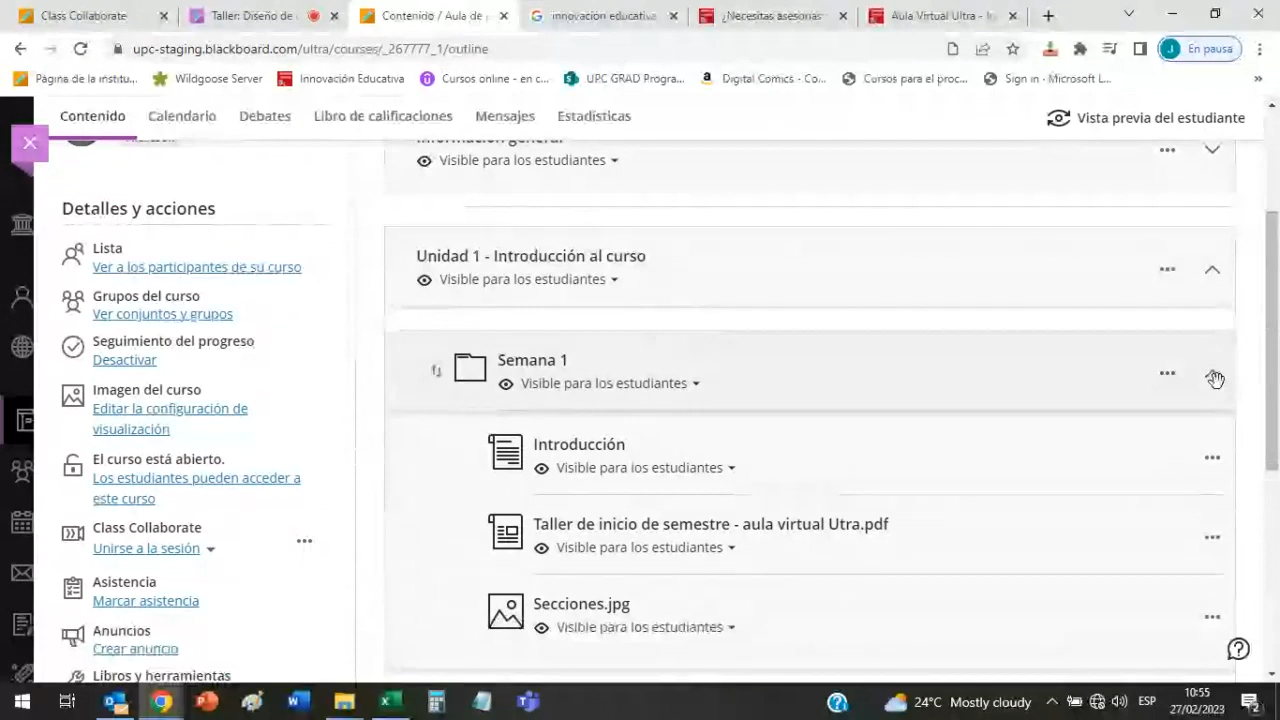 Class Collaborate
Taller: Diseño de
Contenido / Aula de
innovación educativa
¿Necesitas asesorías
Aula Virtual Ultra - In
upc-staging.blackboard.com/ultra/courses/_267777_1/outline
J En pausa
Página de la institu...
Wildgoose Server
Innovación Educativa
Cursos online - en c...
UPC GRAD Progra...
Digital Comics - Co...
Cursos para el proc...
Sign in - Microsoft L...
Contenido
Calendario
Debates
Libro de calificaciones
Mensajes
Estadísticas
Vista previa del estudiante
Información general
Visible para los estudiantes
Detalles y acciones
Lista
Ver a los participantes de su curso
Grupos del curso
Ver conjuntos y grupos
Seguimiento del progreso
Desactivar
Imagen del curso
Editar la configuración de
visualización
El curso está abierto.
Los estudiantes pueden acceder a
este curso
Class Collaborate
Unirse a la sesión
Asistencia
Marcar asistencia
Anuncios
Crear anuncio
Libros y herramientas
Unidad 1 - Introducción al curso
Visible para los estudiantes
Semana 1
Visible para los estudiantes
Introducción
Visible para los estudiantes
Taller de inicio de semestre - aula virtual Utra.pdf
Visible para los estudiantes
Secciones.jpg
Visible para los estudiantes
24°C Mostly cloudy
ESP
10:55
27/02/2023